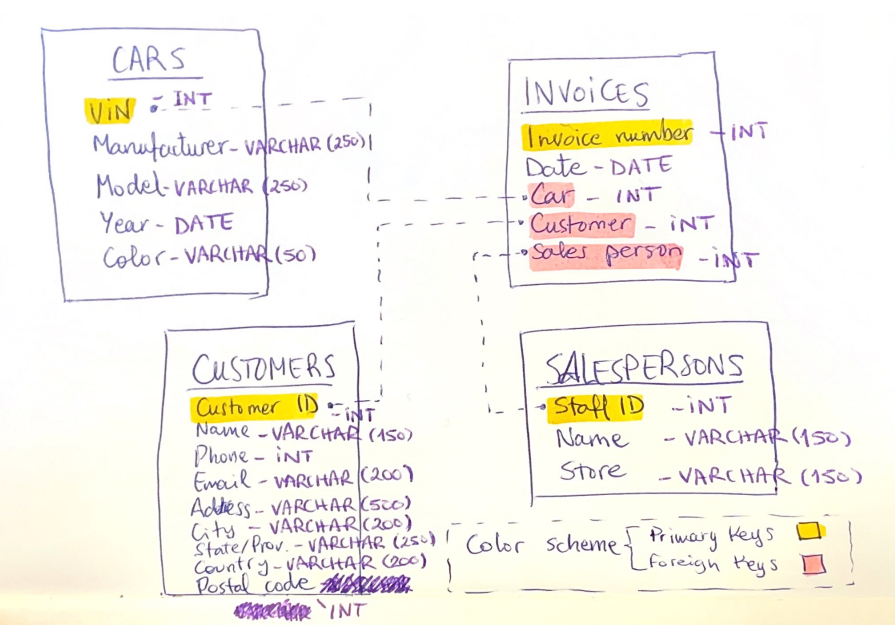 CARS
ViN - INT
Manufacturer - VARCHAR (250)
Model - VARCHAR (250)
Year - DATE
Color - VARCHAR (50)
INVOiCES
Invoice number - INT
Date - DATE
Car - INT
Customer - iNT
Sales person - iNT
CUSTOMERS
Customer ID - iNT
Name - VARCHAR (150)
Phone - iNT
Email - VARCHAR (200)
Address - VARCHAR (500)
City - VARCHAR (200)
State/Prov. - VARCHAR (250)
Country - VARCHAR (200)
Postal code
INT
SALESPERSONS
Staff ID - iNT
Name - VARCHAR (150)
Store - VARCHAR (150)
Color scheme
Primary Keys
Foreign Keys